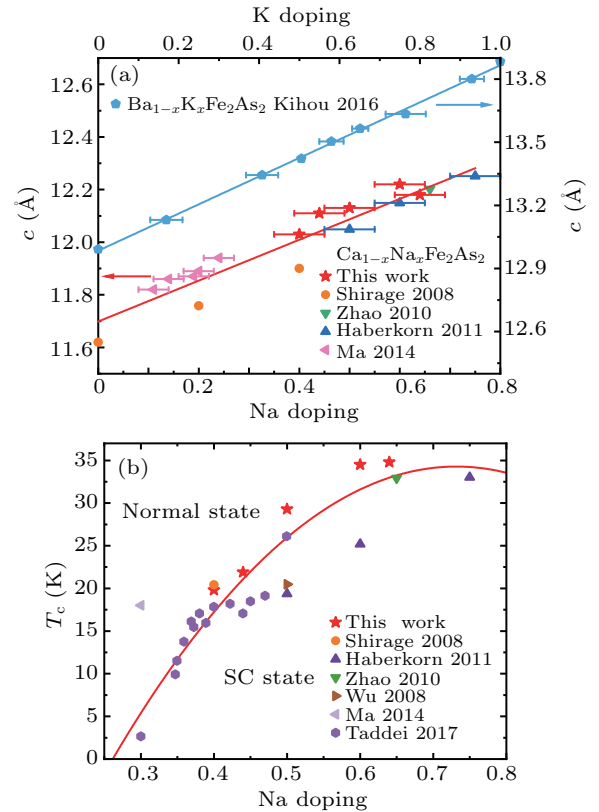 K doping
0 0.2 0.4 0.6 0.8 1.0
(a)
Ba₁₋ₓKₓFe₂As₂ Kihou 2016
12.6
12.4
12.2
12.0
11.8
11.6
c (Å)
13.8
13.5
13.2
12.9
12.6
c (Å)
Ca₁₋ₓNaₓFe₂As₂
This work
Shirage 2008
Zhao 2010
Haberkorn 2011
Ma 2014
0 0.2 0.4 0.6 0.8
Na doping
(b)
35
30
25
20
15
10
5
0
Tc (K)
Normal state
SC state
This work
Shirage 2008
Haberkorn 2011
Zhao 2010
Wu 2008
Ma 2014
Taddei 2017
0.3 0.4 0.5 0.6 0.7 0.8
Na doping